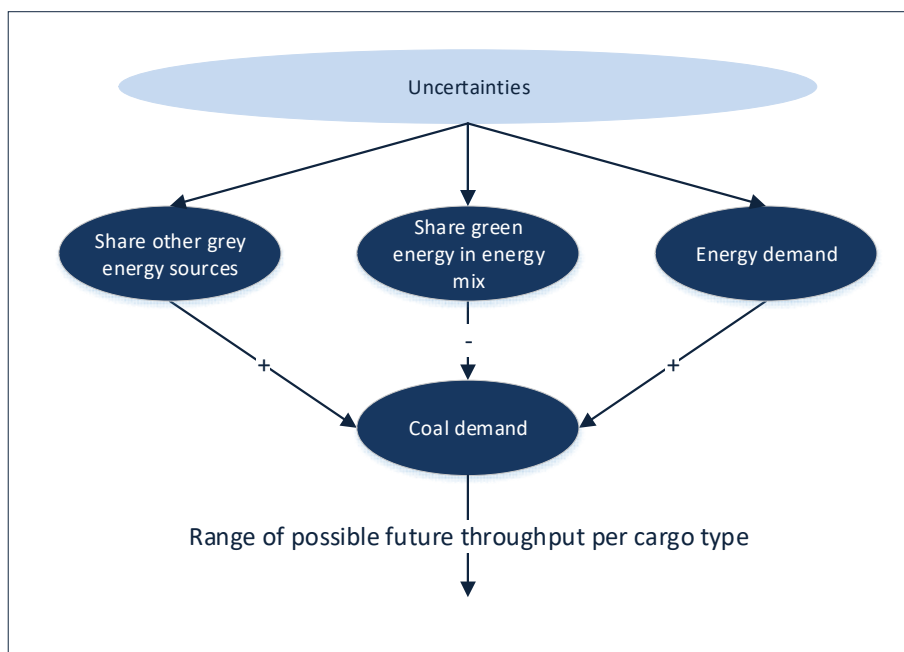 Uncertainties
Share other grey
energy sources
Share green
energy in energy
mix
Energy demand
+
-
+
Coal demand
Range of possible future throughput per cargo type